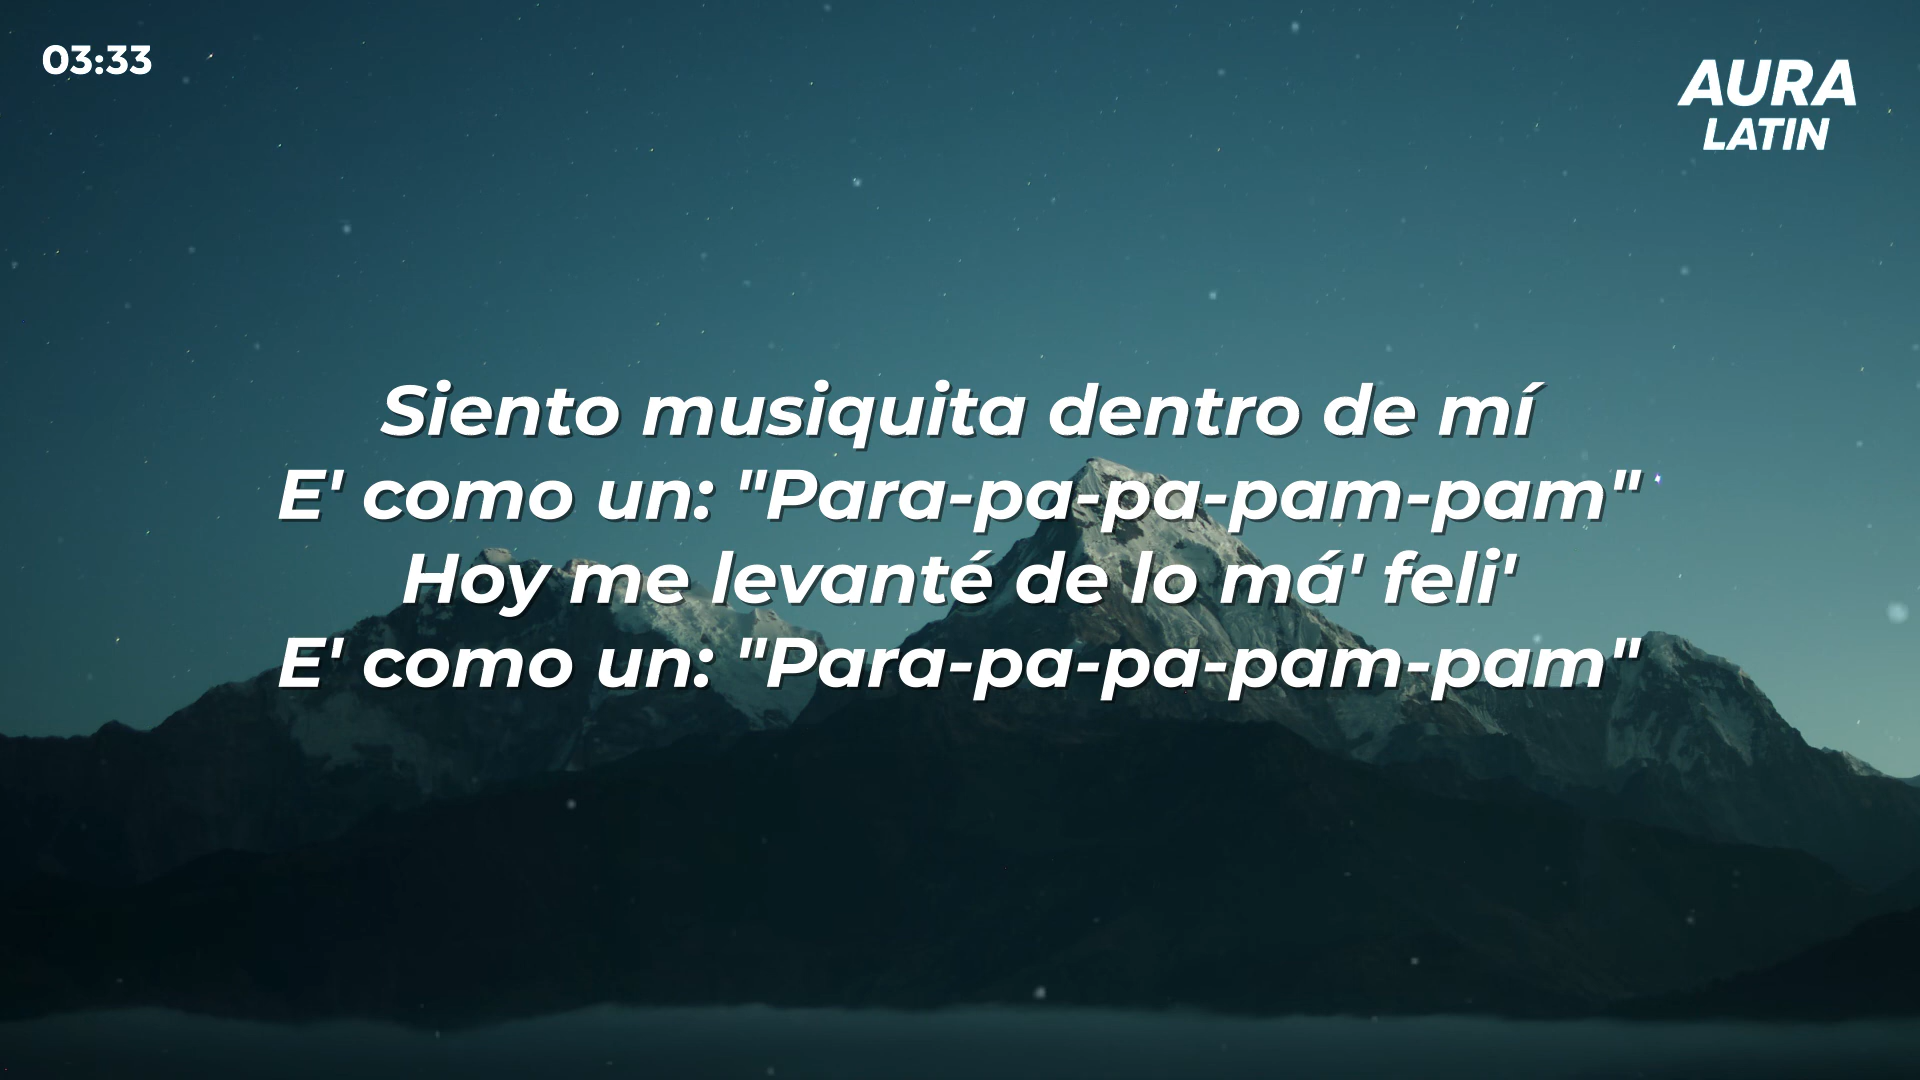 03:33
AURA
LATIN
Siento musiquita dentro de mí
E' como un: "Para-pa-pa-pam-pam"
Hoy me levanté de lo má' feli'
E' como un: "Para-pa-pa-pam-pam"